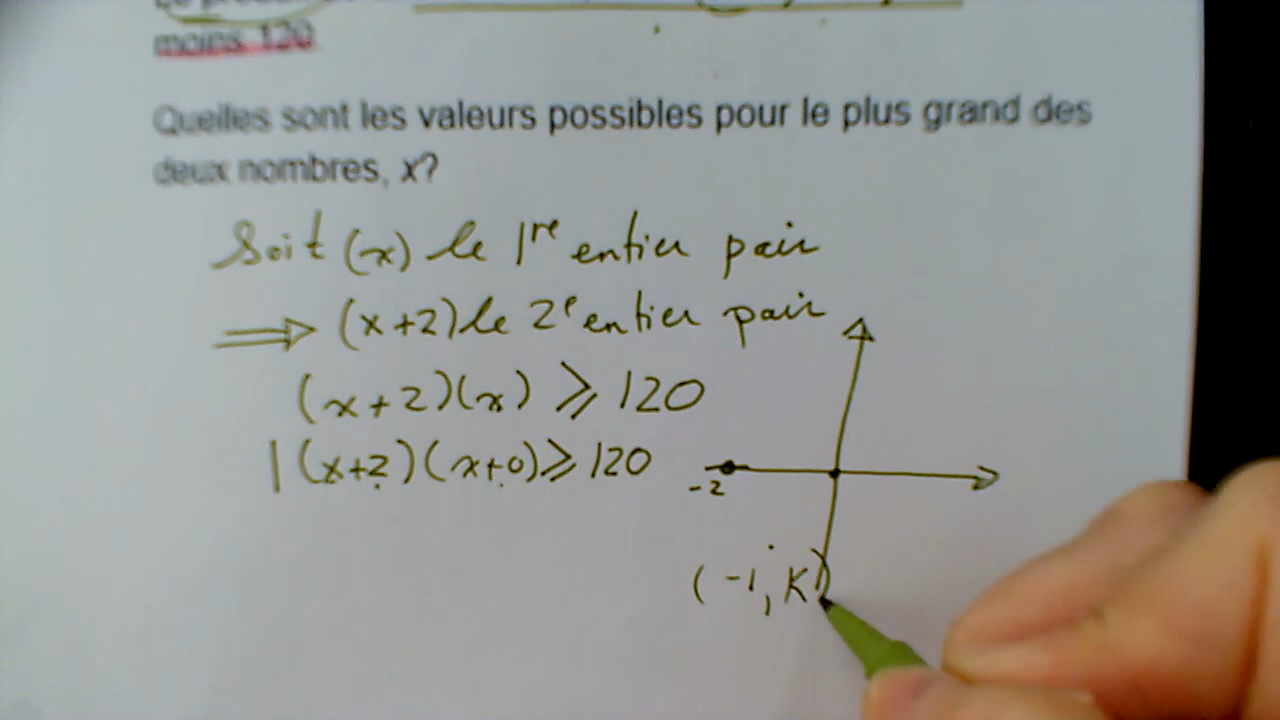 moins 120
Quelles sont les valeurs possibles pour le plus grand des
deux nombres, x?
Soit (x) le 1re entier pair
⟹ (x+2) le 2e entier pair
(x+2)(x) ⩾ 120
1(x+2)(x+0) ⩾ 120
-2
(-1, K)